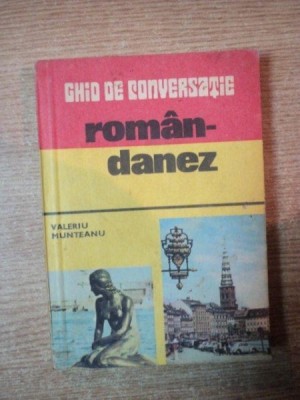 GHID DE CONVERSAȚIE
român-
danez
VALERIU
MUNTEANU